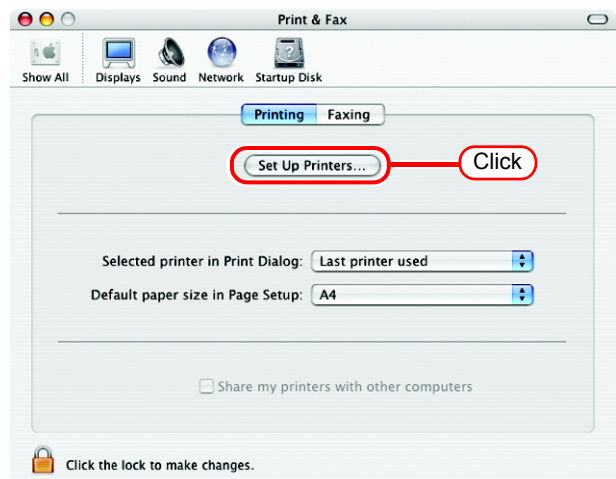 Print & Fax
Show All Displays Sound Network Startup Disk
Printing Faxing
Set Up Printers... Click
Selected printer in Print Dialog: Last printer used
Default paper size in Page Setup: A4
Share my printers with other computers
Click the lock to make changes.